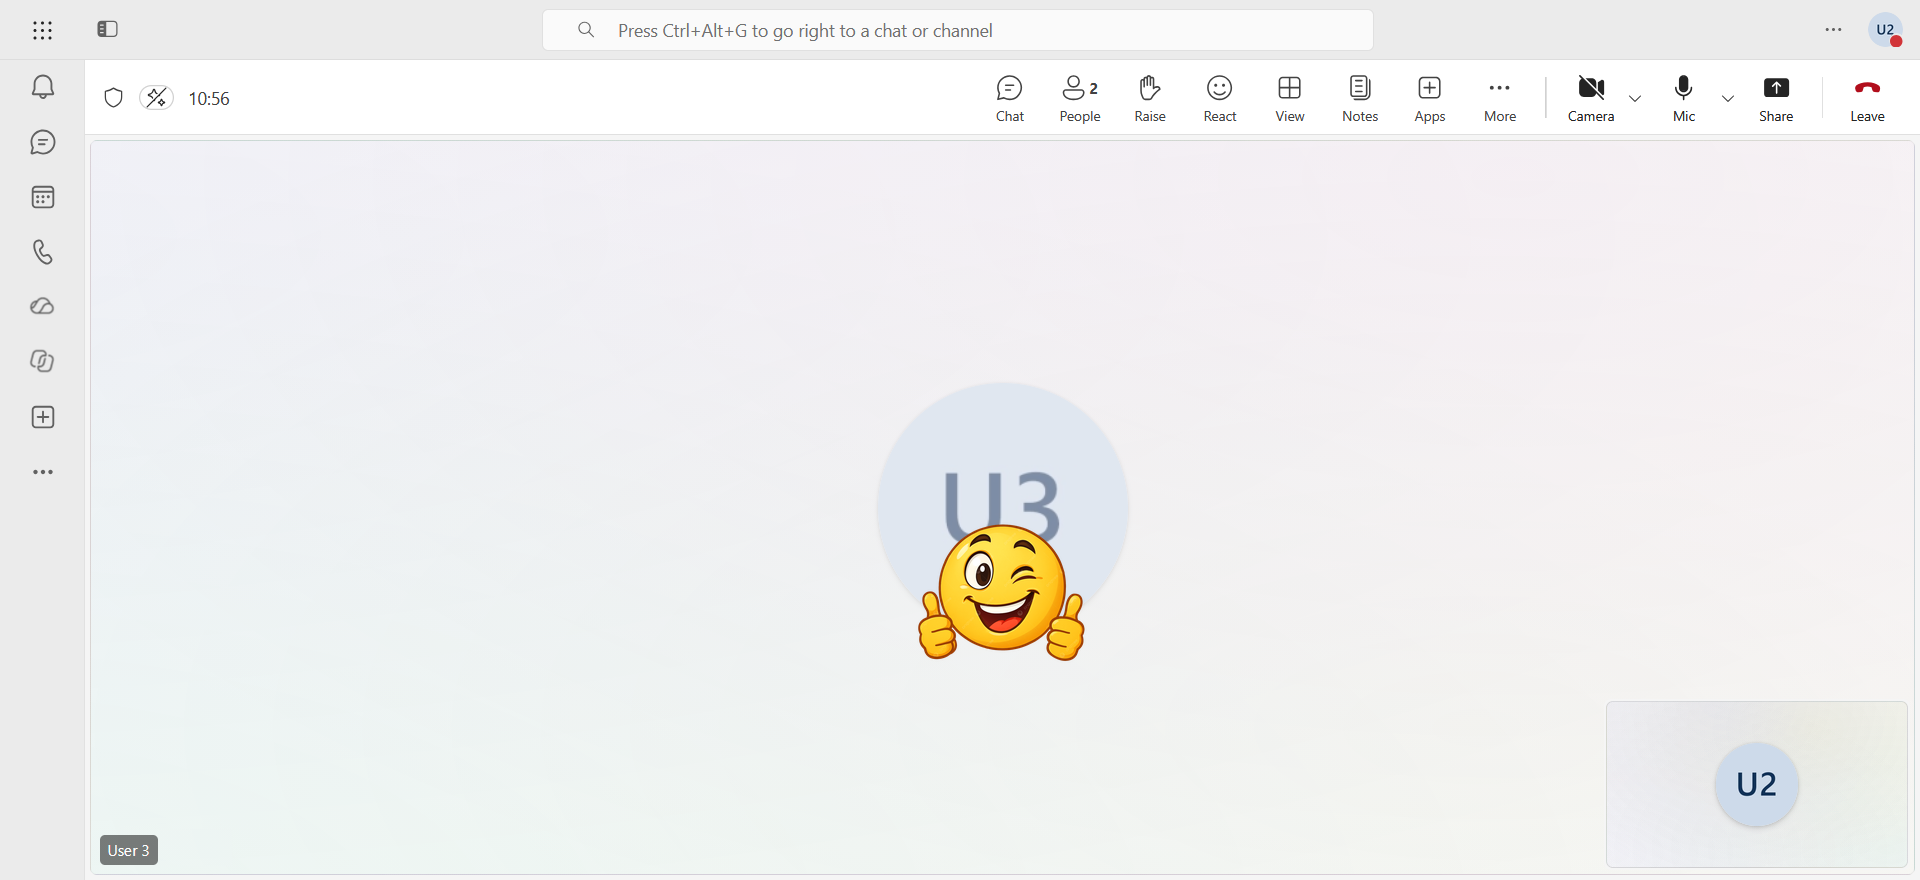 Press Ctrl+Alt+G to go right to a chat or channel
U2
10:56
2
Chat
People
Raise
React
View
Notes
Apps
More
Camera
Mic
Share
Leave
U3
U2
User 3